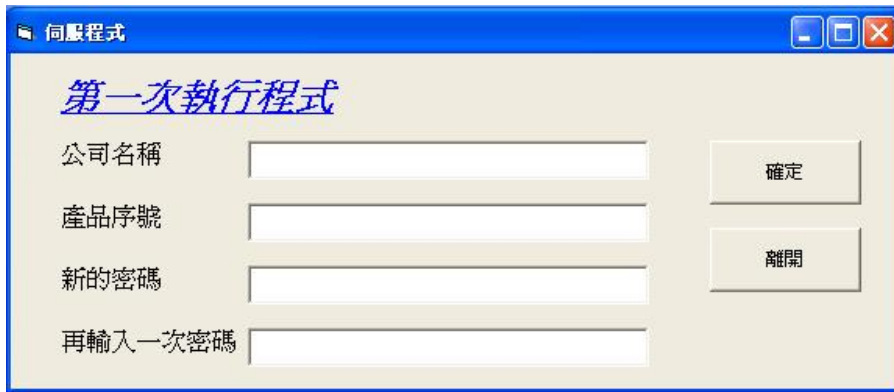 伺服程式
第一次執行程式
公司名稱
確定
產品序號
離開
新的密碼
再輸入一次密碼